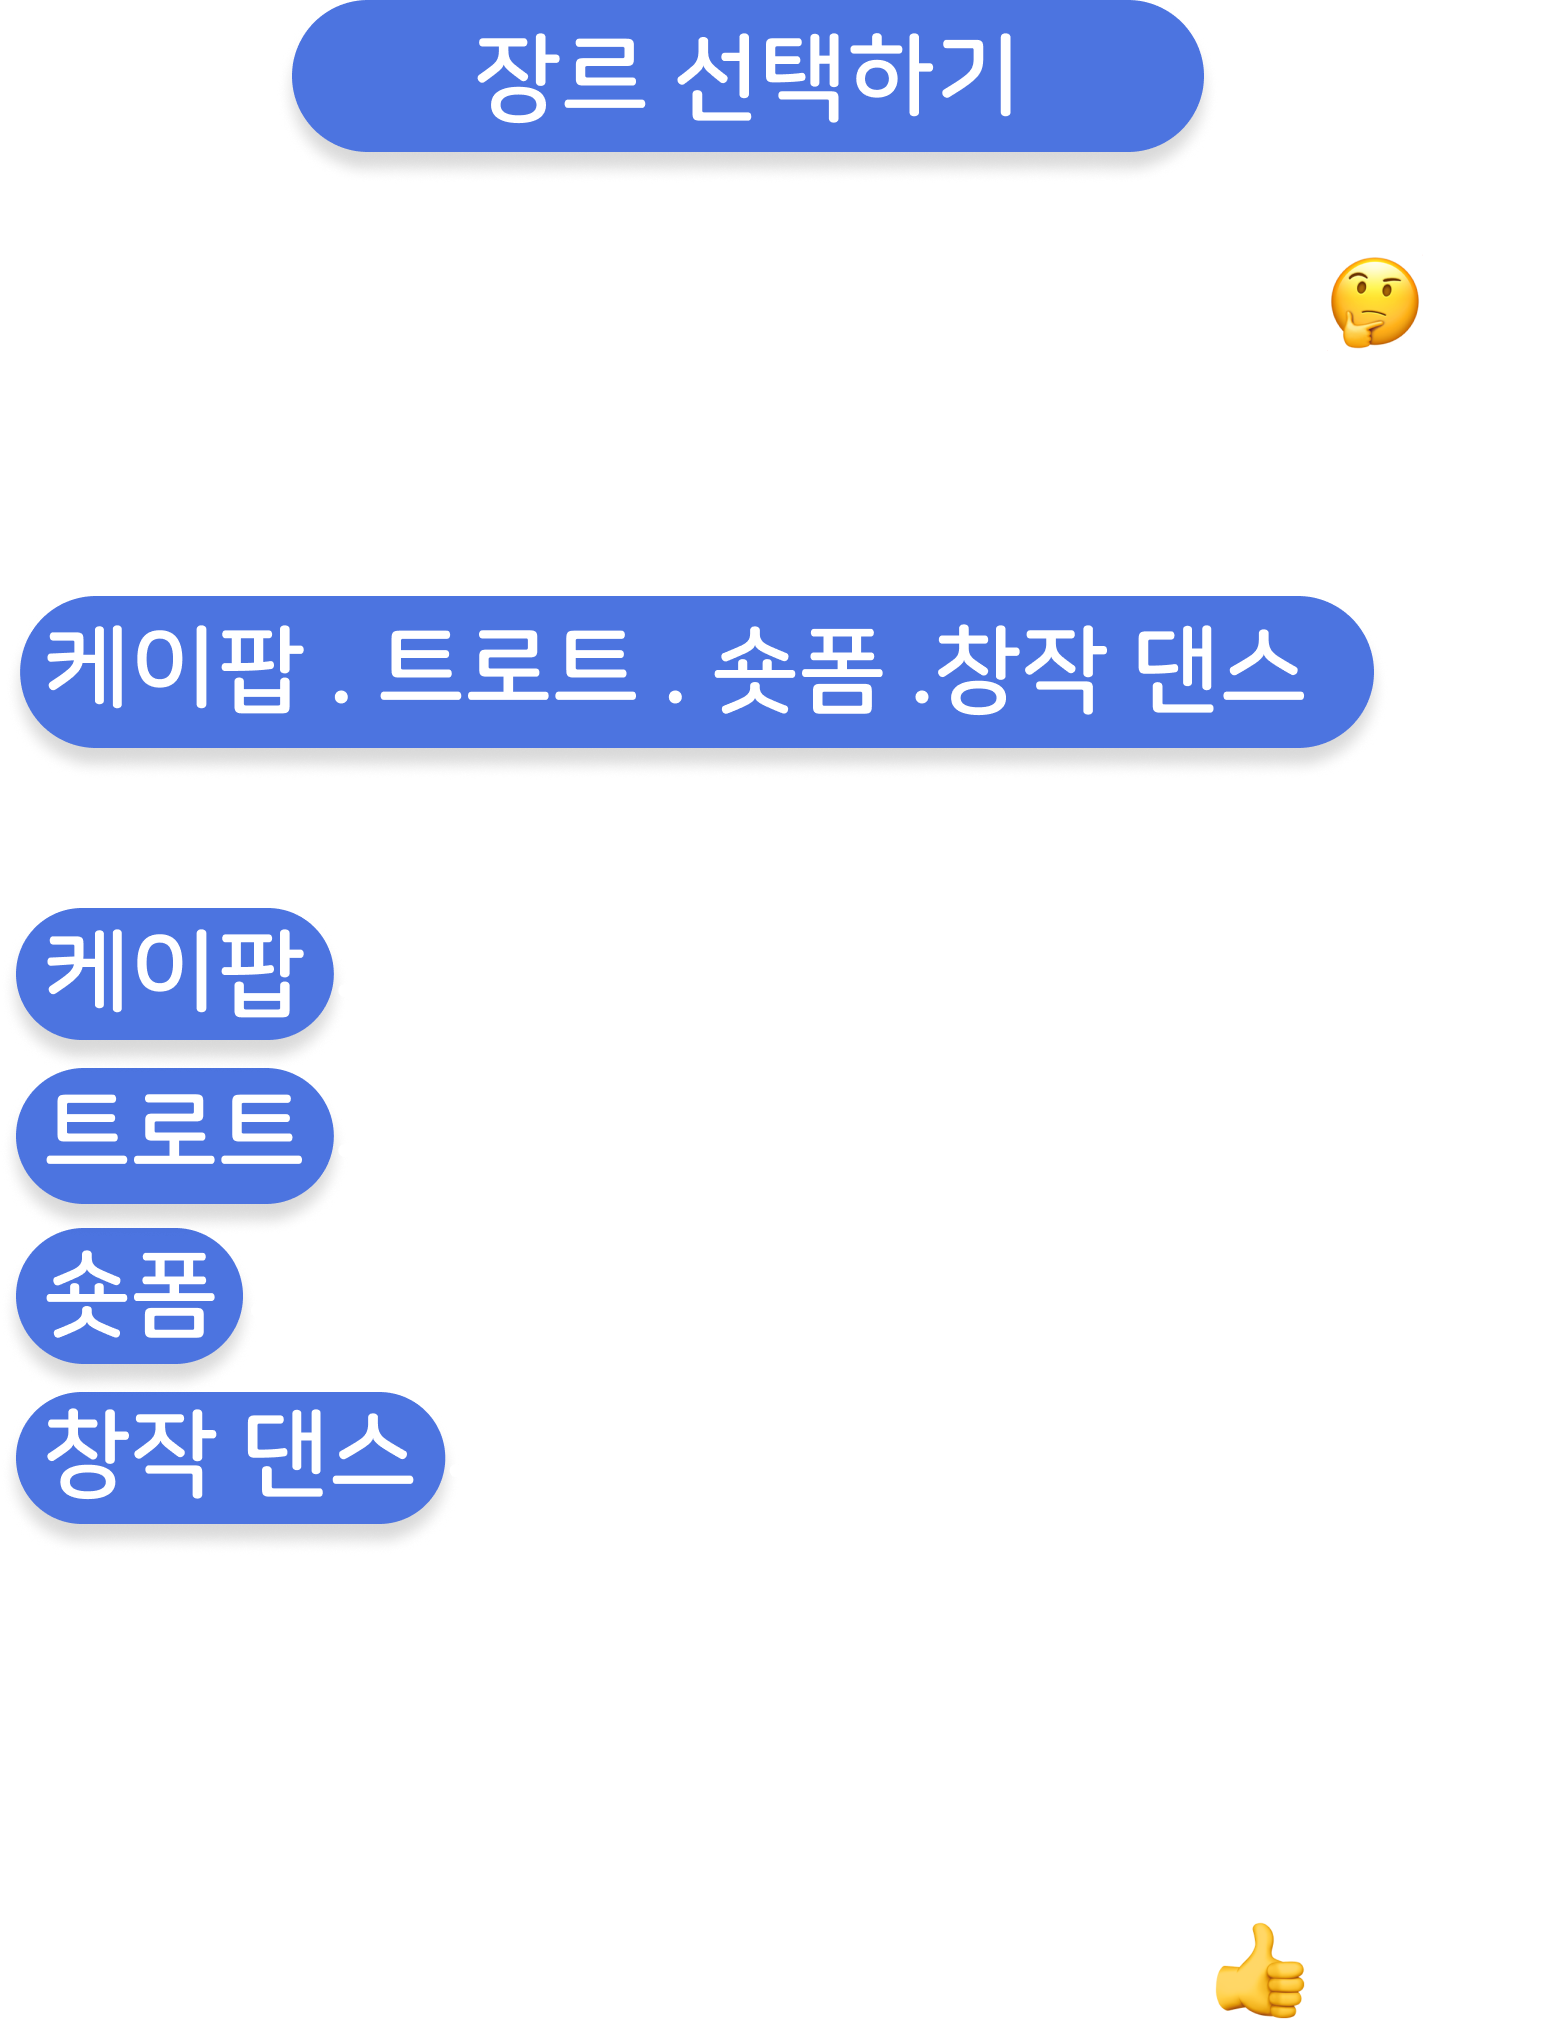 장르 선택하기
🤔
케이팝 . 트로트 . 숏폼 .창작 댄스
케이팝
트로트
숏폼
창작 댄스
👍